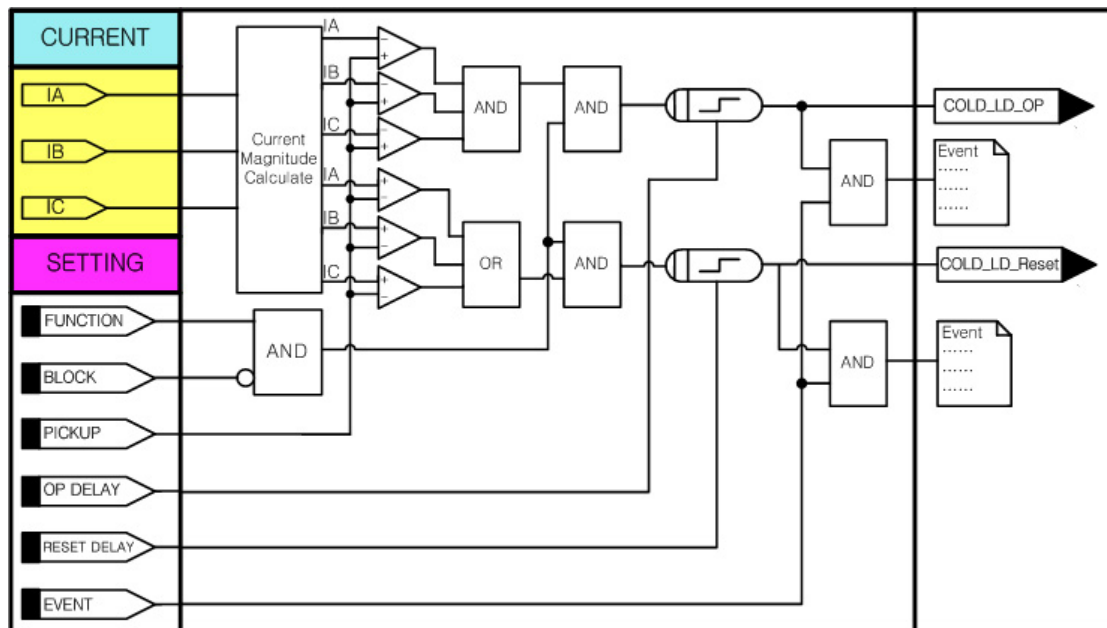 CURRENT
IA
IB
IC
SETTING
FUNCTION
BLOCK
PICKUP
OP DELAY
RESET DELAY
EVENT
Current
Magnitude
Calculate
IA
IB
IC
IA
IB
IC
−
+
−
+
−
+
+
−
+
−
+
−
AND
OR
AND
AND
AND
AND
AND
COLD_LD_OP
Event
......
......
......
COLD_LD_Reset
Event
......
......
......